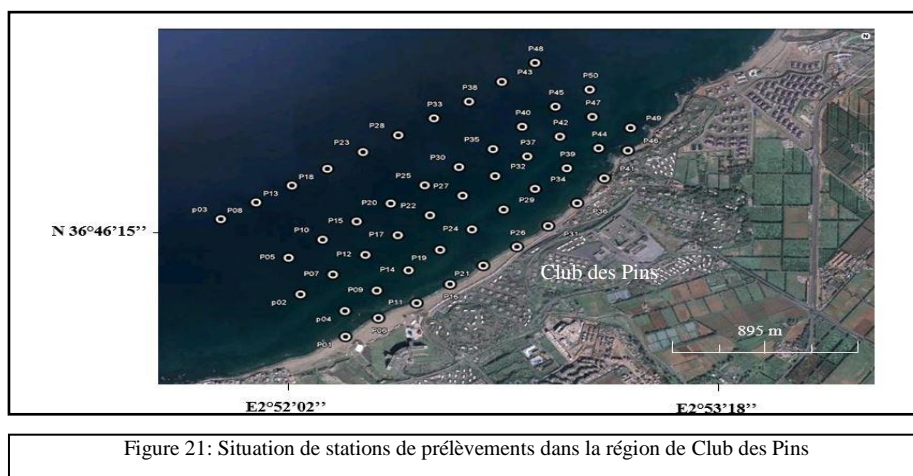 P48
P43
P50
P38
P45
P33
P47
P40
P28
P49
P42
P44
P35
P23
P37
P46
P30
P39
P32
P18
P41
P25
P27
P13
P34
P20
P22
p03 P08
P29
P36
P15
P24
P31
N 36°46'15''
P10
P17
P26
P12
P19
P05
P14
P21
Club des Pins
P07
P09
P16
p02
P11
p04
P06
895 m
P01
E2°52'02''
E2°53'18''
Figure 21: Situation de stations de prélèvements dans la région de Club des Pins